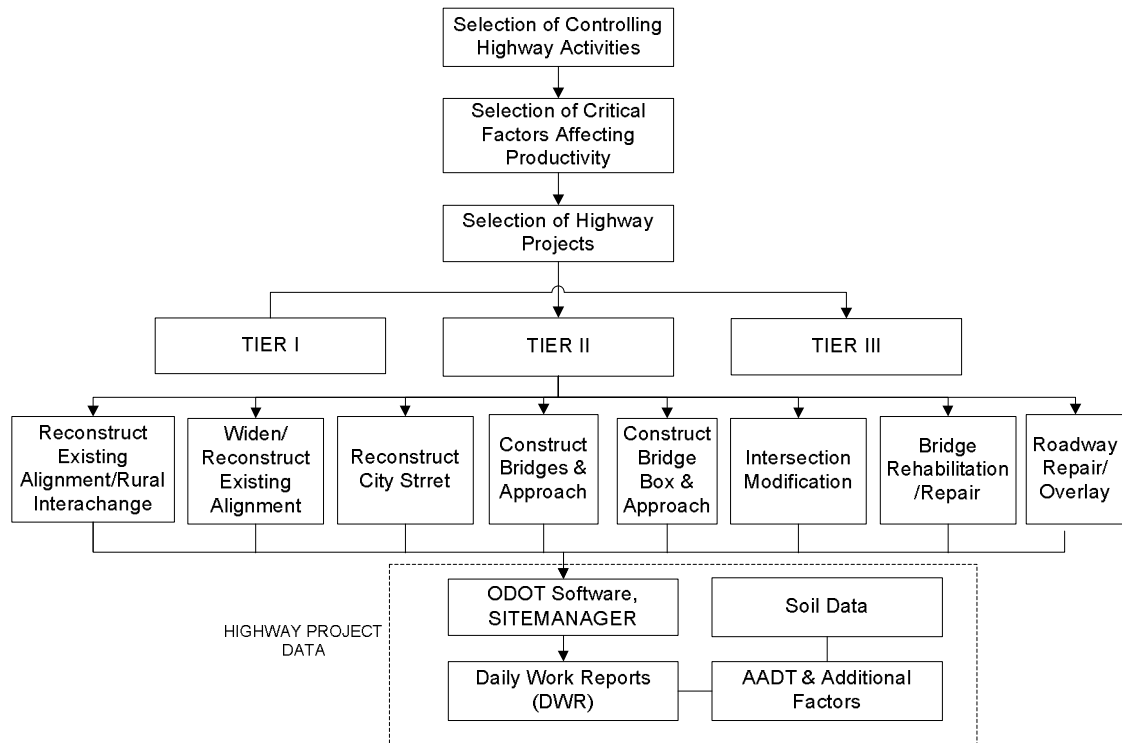 Selection of Controlling
Highway Activities
Selection of Critical
Factors Affecting
Productivity
Selection of Highway
Projects
TIER I
TIER II
TIER III
Reconstruct
Existing
Alignment/Rural
Interachange
Widen/
Reconstruct
Existing
Alignment
Reconstruct
City Strret
Construct
Bridges &
Approach
Construct
Bridge
Box &
Approach
Intersection
Modification
Bridge
Rehabilitation
/Repair
Roadway
Repair/
Overlay
HIGHWAY PROJECT
DATA
ODOT Software,
SITEMANAGER
Soil Data
Daily Work Reports
(DWR)
AADT & Additional
Factors